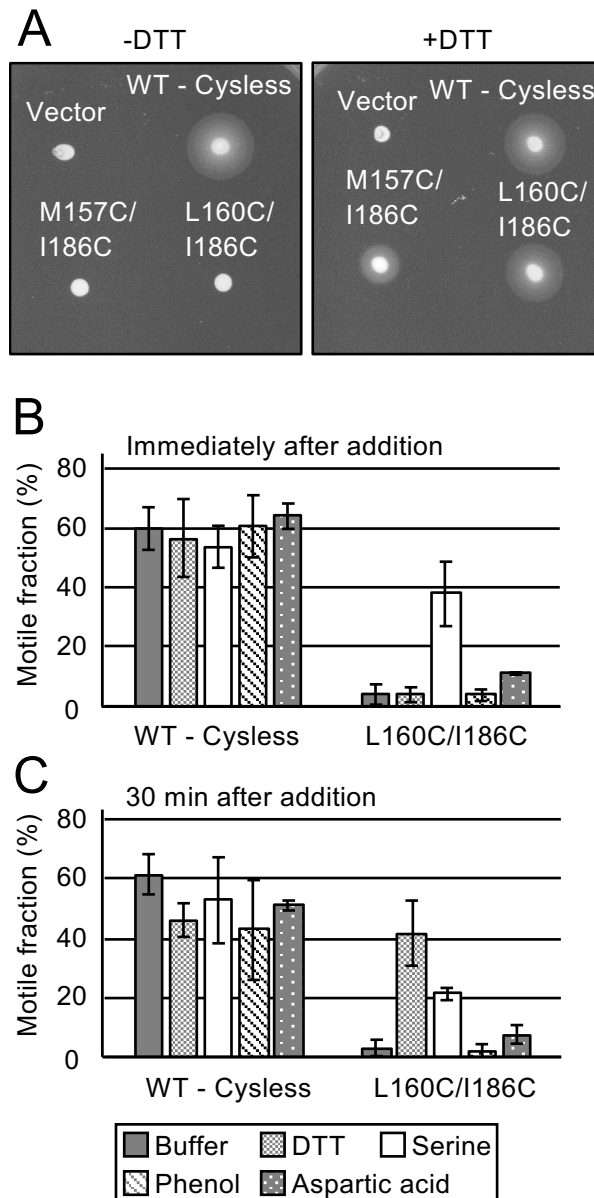 A
-DTT
+DTT
Vector
WT - Cysless
M157C/
I186C
L160C/
I186C
Vector
WT - Cysless
M157C/
I186C
L160C/
I186C
B
Immediately after addition
Motile fraction (%)
80
60
40
20
0
WT - Cysless
L160C/I186C
C
30 min after addition
Motile fraction (%)
80
60
40
20
0
WT - Cysless
L160C/I186C
Buffer DTT Serine
Phenol Aspartic acid